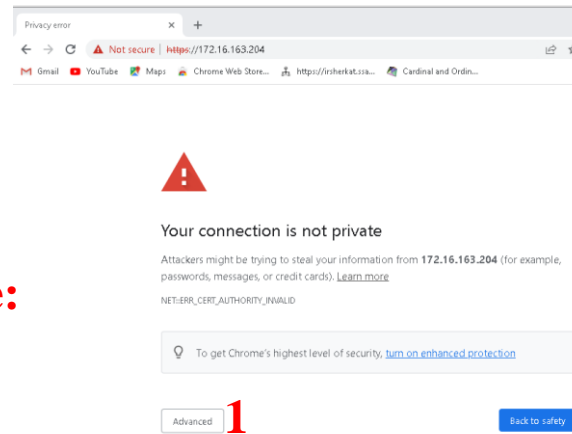 Privacy error
Not secure | https://172.16.163.204
Gmail YouTube Maps Chrome Web Store... https://irsherkat.ssa... Cardinal and Ordin...
Your connection is not private
Attackers might be trying to steal your information from 172.16.163.204 (for example,
passwords, messages, or credit cards). Learn more
NET::ERR_CERT_AUTHORITY_INVALID
To get Chrome's highest level of security, turn on enhanced protection
Advanced 1
Back to safety